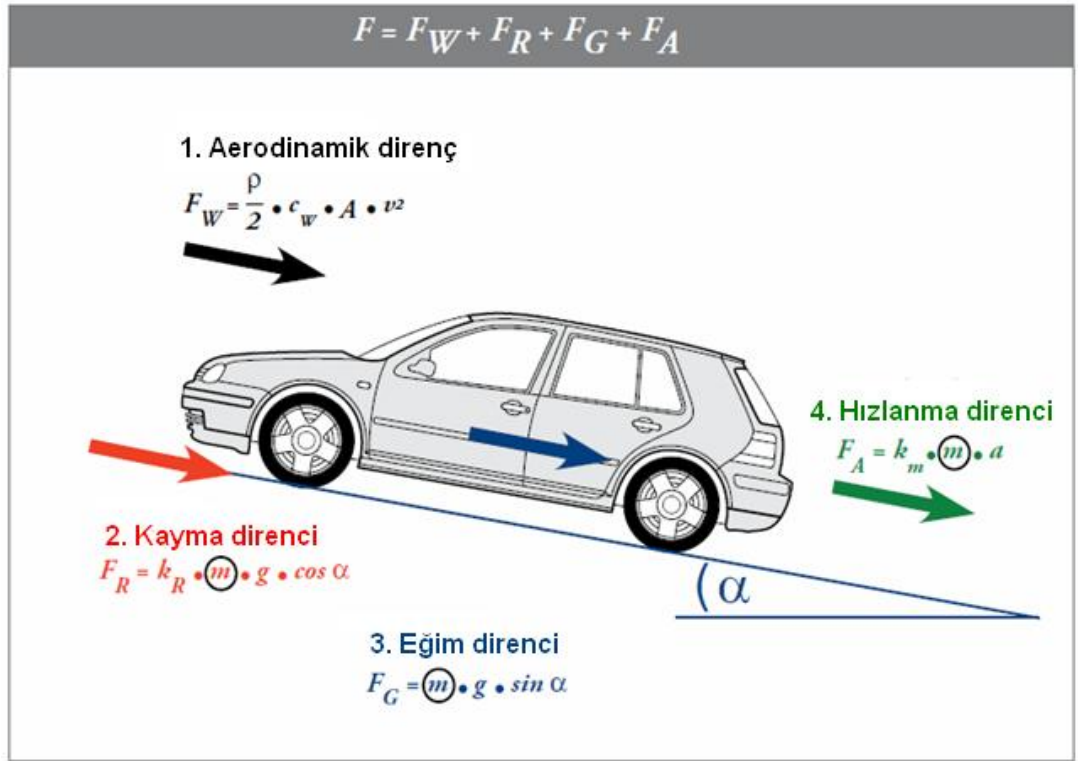 F = F_W + F_R + F_G + F_A
1. Aerodinamik direnç
F_W = ρ/2 • c_w • A • v²
4. Hızlanma direnci
F_A = k_m • m • a
2. Kayma direnci
F_R = k_R • m • g • cos α
(α
3. Eğim direnci
F_G = m • g • sin α